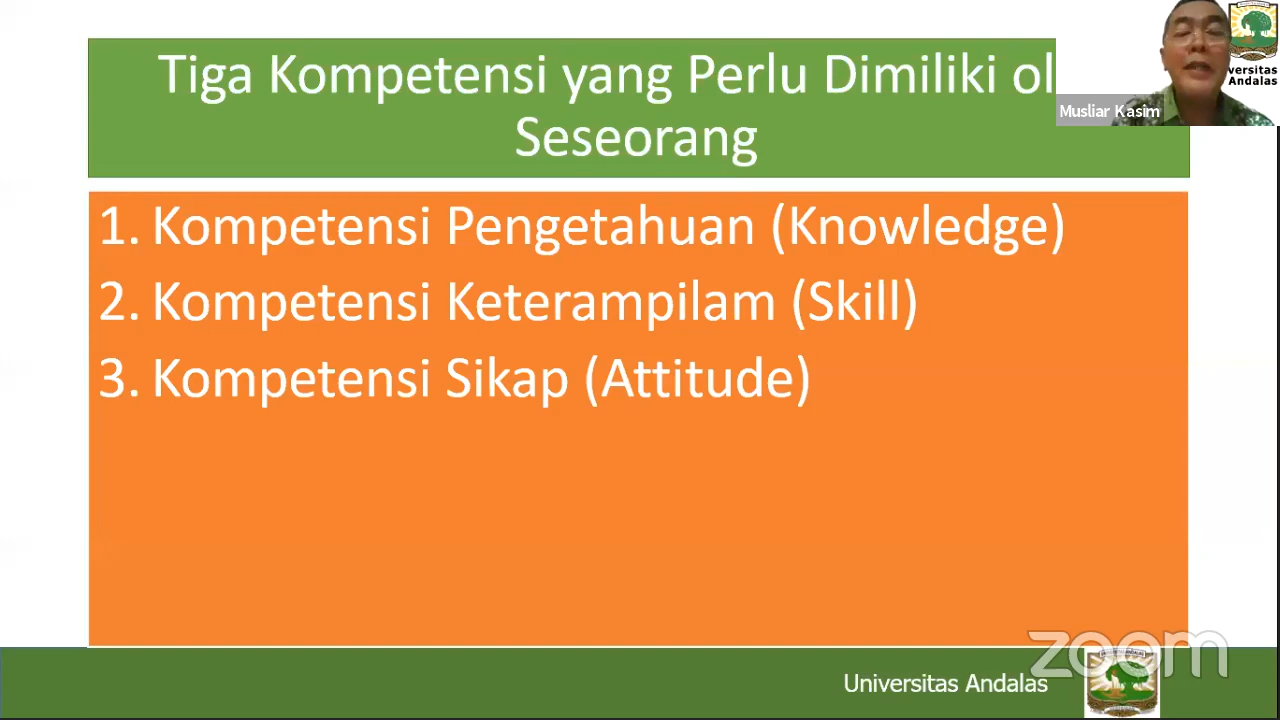 Tiga Kompetensi yang Perlu Dimiliki ol
Seseorang
versitas
Andalas
Musliar Kasim
1. Kompetensi Pengetahuan (Knowledge)
2. Kompetensi Keterampilam (Skill)
3. Kompetensi Sikap (Attitude)
zoom
Universitas Andalas